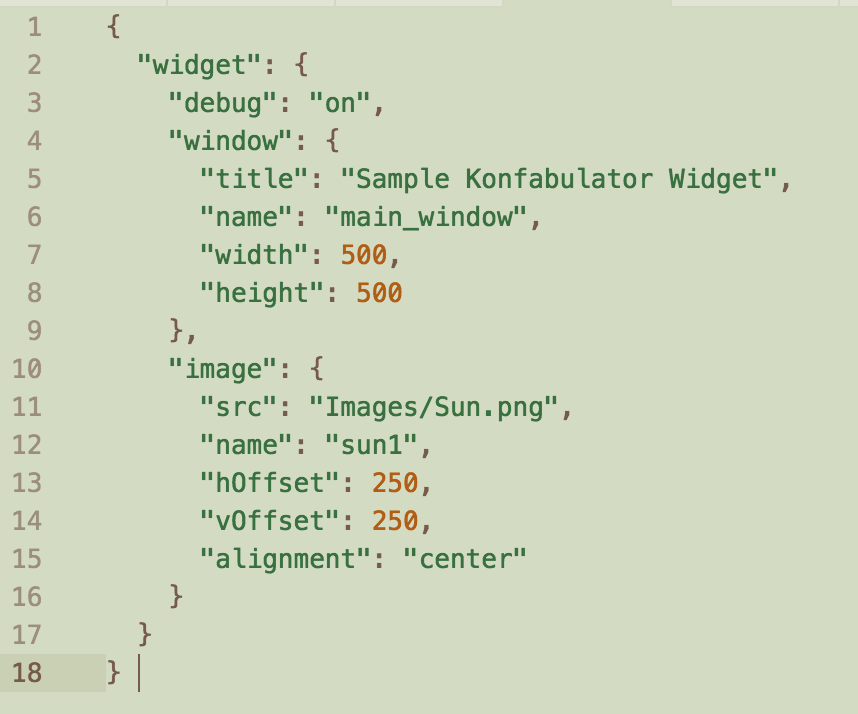 1 {
2   "widget": {
3     "debug": "on",
4     "window": {
5       "title": "Sample Konfabulator Widget",
6       "name": "main_window",
7       "width": 500,
8       "height": 500
9     },
10     "image": {
11       "src": "Images/Sun.png",
12       "name": "sun1",
13       "hOffset": 250,
14       "vOffset": 250,
15       "alignment": "center"
16     }
17   }
18 }